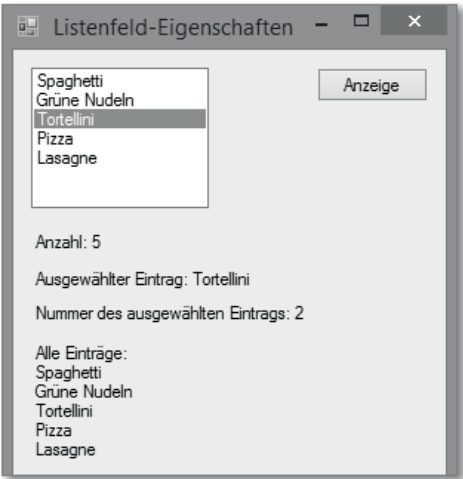 Listenfeld-Eigenschaften
Spaghetti
Grüne Nudeln
Tortellini
Pizza
Lasagne
Anzeige
Anzahl: 5
Ausgewählter Eintrag: Tortellini
Nummer des ausgewählten Eintrags: 2
Alle Einträge:
Spaghetti
Grüne Nudeln
Tortellini
Pizza
Lasagne